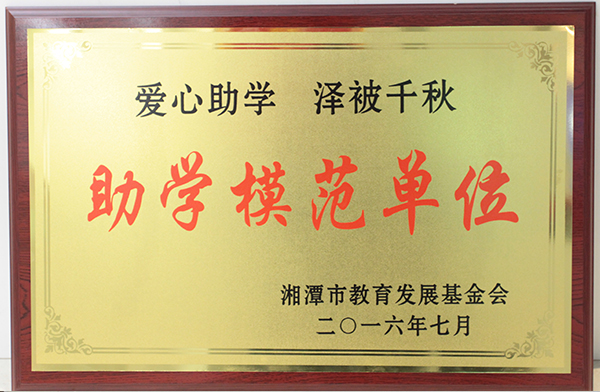 爱心助学 泽被千秋
助学模范单位
湘潭市教育发展基金会
二〇一六年七月